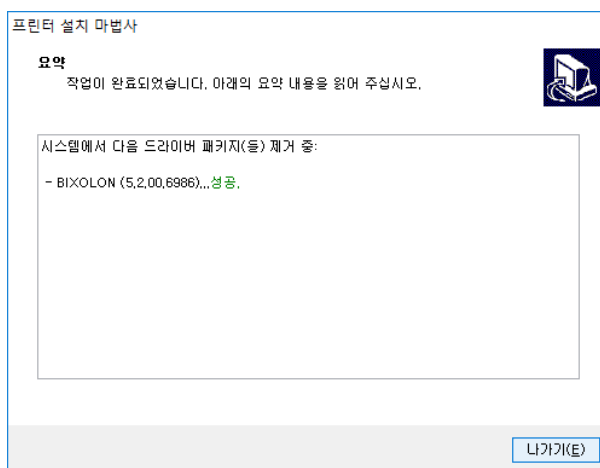 프린터 설치 마법사
요약
작업이 완료되었습니다. 아래의 요약 내용을 읽어 주십시오.
시스템에서 다음 드라이버 패키지(들) 제거 중:
- BIXOLON (5.2.00.6986)...성공.
나가기(E)